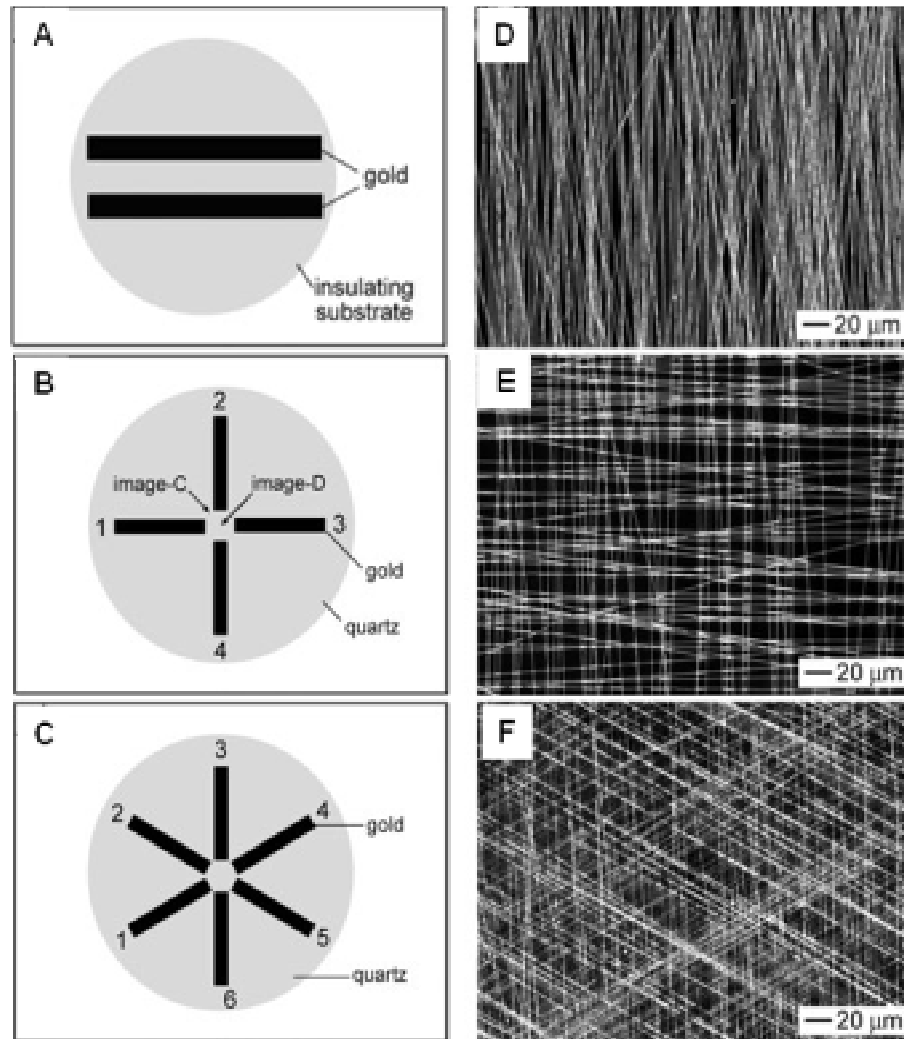 A
gold
insulating
substrate
D
20 μm
B
2
image-C
image-D
1
3
gold
quartz
4
E
20 μm
C
3
2
4
gold
1
5
quartz
6
F
20 μm